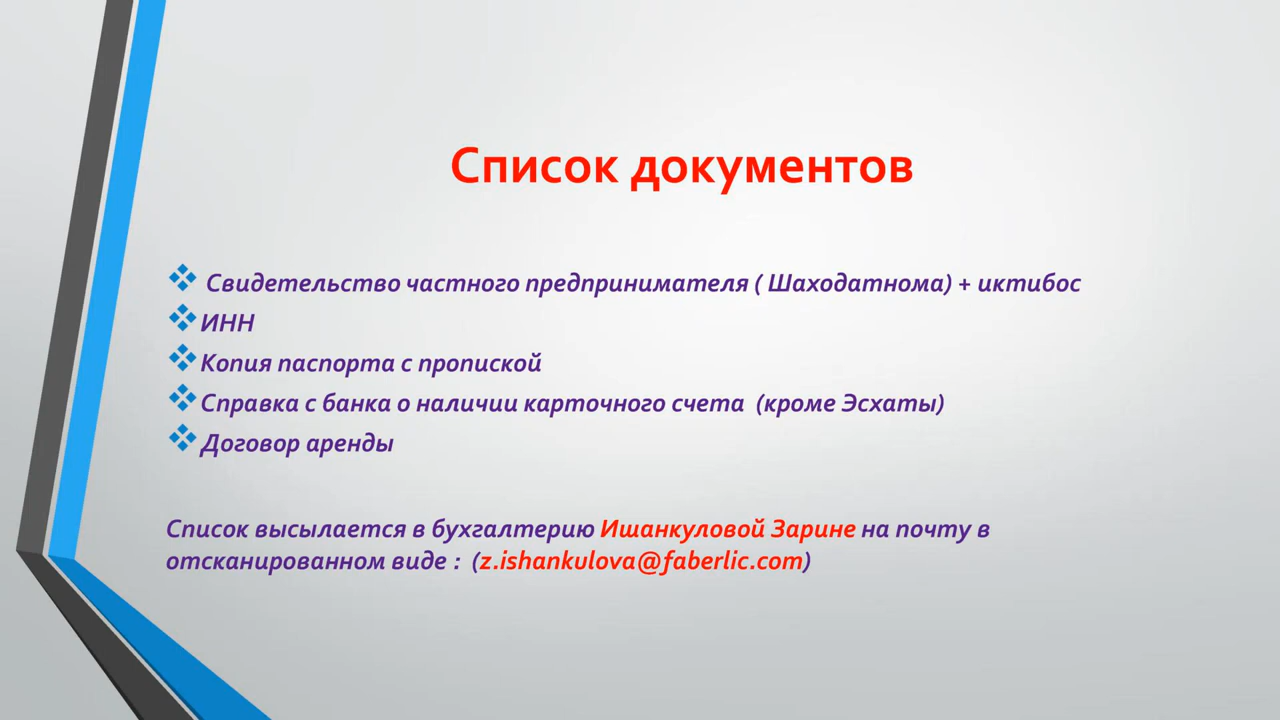 Список документов
Свидетельство частного предпринимателя ( Шаходатнома) + иктибос
ИНН
Копия паспорта с пропиской
Справка с банка о наличии карточного счета (кроме Эсхаты)
Договор аренды
Список высылается в бухгалтерию Ишанкуловой Зарине на почту в
отсканированном виде : (z.ishankulova@faberlic.com)